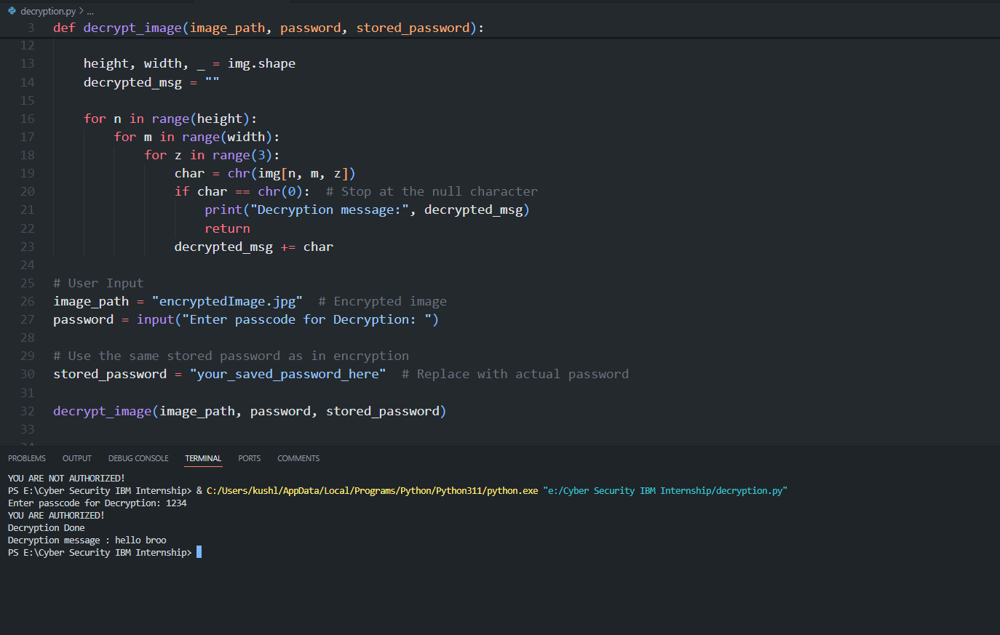 decryption.py > ...
3 def decrypt_image(image_path, password, stored_password):
12
13 height, width, _ = img.shape
14 decrypted_msg = ""
15
16 for n in range(height):
17 for m in range(width):
18 for z in range(3):
19 char = chr(img[n, m, z])
20 if char == chr(0): # Stop at the null character
21 print("Decryption message:", decrypted_msg)
22 return
23 decrypted_msg += char
24
25 # User Input
26 image_path = "encryptedImage.jpg" # Encrypted image
27 password = input("Enter passcode for Decryption: ")
28
29 # Use the same stored password as in encryption
30 stored_password = "your_saved_password_here" # Replace with actual password
31
32 decrypt_image(image_path, password, stored_password)
33
PROBLEMS OUTPUT DEBUG CONSOLE TERMINAL PORTS COMMENTS
YOU ARE NOT AUTHORIZED!
PS E:\Cyber Security IBM Internship> & C:/Users/kushl/AppData/Local/Programs/Python/Python311/python.exe "e:/Cyber Security IBM Internship/decryption.py"
Enter passcode for Decryption: 1234
YOU ARE AUTHORIZED!
Decryption Done
Decryption message : hello broo
PS E:\Cyber Security IBM Internship>